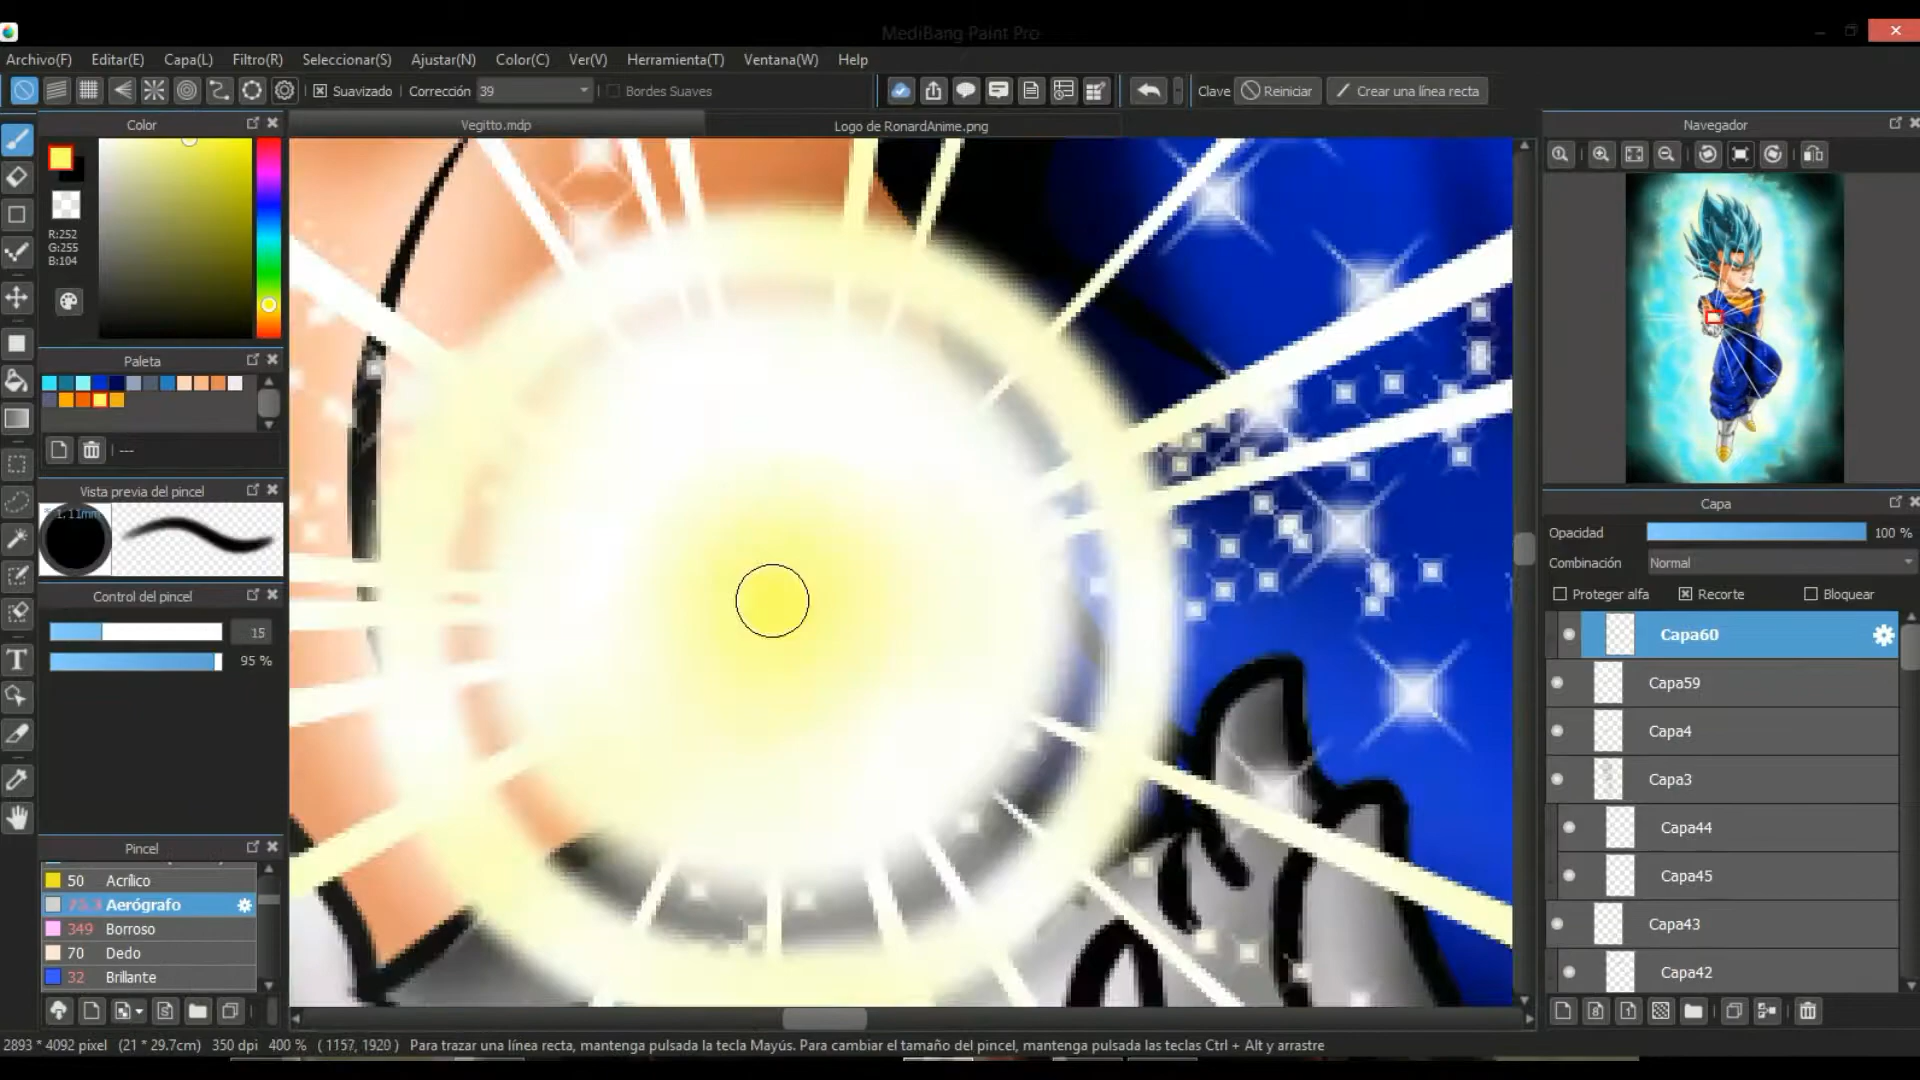 MediBang Paint Pro
Archivo(F) Editar(E) Capa(L) Filtro(R) Seleccionar(S) Ajustar(N) Color(C) Ver(V) Herramienta(T) Ventana(W) Help
Suavizado Corrección 39 Bordes Suaves Clave Reiniciar Crear una línea recta
Color
Vegitto.mdp
Logo de RonardAnime.png
Navegador
R:252
G:255
B:104
Paleta
---
Vista previa del pincel
1.11mm
Control del pincel
15
95 %
Pincel
50 Acrílico
Aerógrafo
349 Borroso
70 Dedo
32 Brillante
Capa
Opacidad 100 %
Combinación Normal
Proteger alfa Recorte Bloquear
Capa60
Capa59
Capa4
Capa3
Capa44
Capa45
Capa43
Capa42
2893 * 4092 pixel (21 * 29.7cm) 350 dpi 400 % ( 1157, 1920 ) Para trazar una línea recta, mantenga pulsada la tecla Mayús. Para cambiar el tamaño del pincel, mantenga pulsada las teclas Ctrl + Alt y arrastre